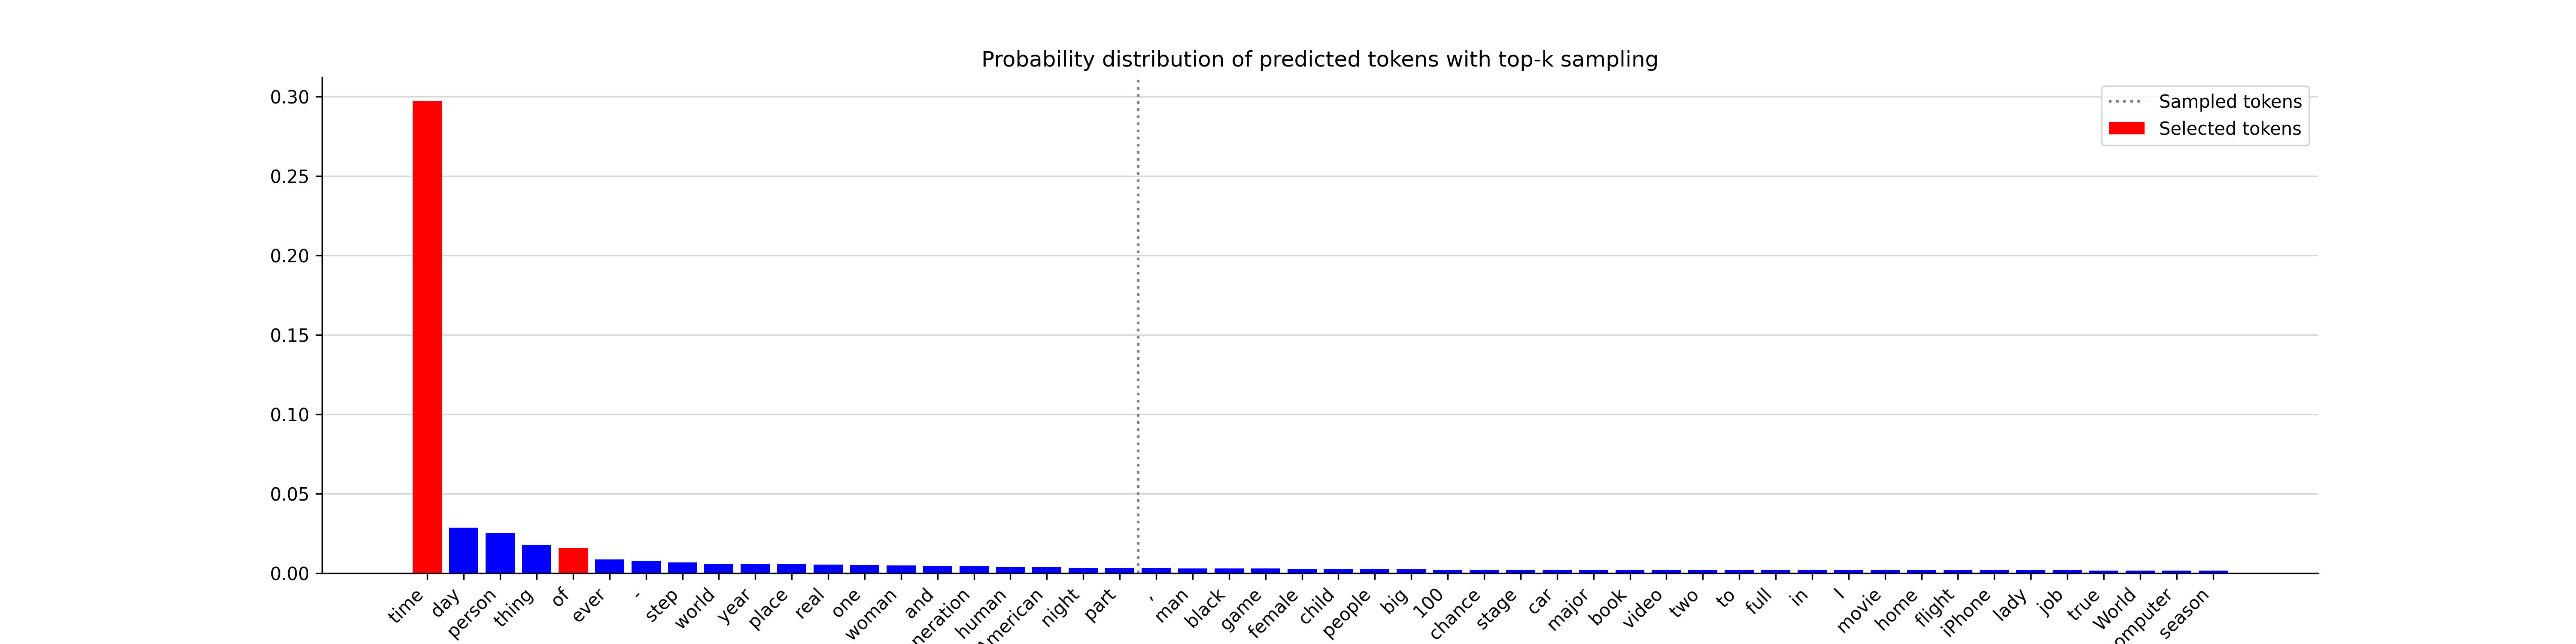 Probability distribution of predicted tokens with top-k sampling
Sampled tokens
Selected tokens
0.30
0.25
0.20
0.15
0.10
0.05
0.00
time
day
person
thing
of
ever
-
step
world
year
place
real
one
woman
and
neration
human
American
night
part
,
man
black
game
female
child
people
big
100
chance
stage
car
major
book
video
two
to
full
in
I
movie
home
flight
iPhone
lady
job
true
World
omputer
season